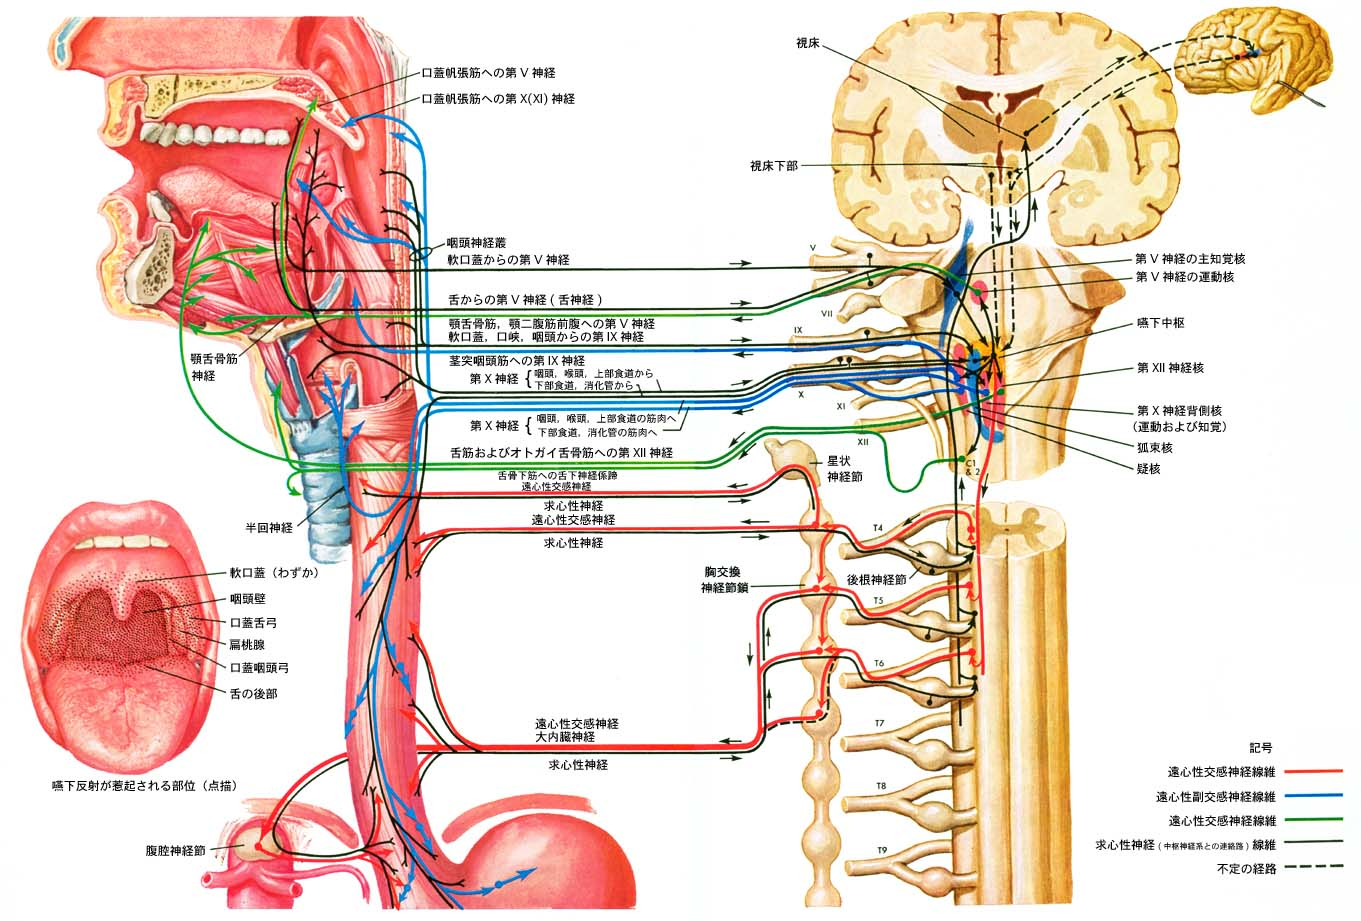 口蓋帆張筋への第 V 神経
口蓋帆張筋への第 X(XI) 神経
咽頭神経叢
軟口蓋からの第 V 神経
舌からの第 V 神経 ( 舌神経 )
顎舌骨筋，顎二腹筋前腹への第 V 神経
軟口蓋，口峡，咽頭からの第 IX 神経
茎突咽頭筋への第 IX 神経
第 X 神経
咽頭，喉頭，上部食道から
下部食道，消化管から
第 X 神経
咽頭，喉頭，上部食道の筋肉へ
下部食道，消化管の筋肉へ
舌筋およびオトガイ舌骨筋への第 XII 神経
舌骨下筋への舌下神経係蹄
遠心性交感神経
求心性神経
遠心性交感神経
求心性神経
顎舌骨筋
神経
半回神経
遠心性交感神経
大内臓神経
求心性神経
腹腔神経節
軟口蓋（わずか）
咽頭壁
口蓋舌弓
扁桃腺
口蓋咽頭弓
舌の後部
嚥下反射が惹起される部位（点描）
視床
視床下部
V
VII
IX
X
XI
XII
C1
& 2
第 V 神経の主知覚核
第 V 神経の運動核
嚥下中枢
第 XII 神経核
第 X 神経背側核
（運動および知覚）
孤束核
疑核
星状
神経節
胸交換
神経節鎖
後根神経節
T4
T5
T6
T7
T8
T9
記号
遠心性交感神経線維
遠心性副交感神経線維
遠心性交感神経線維
求心性神経 ( 中枢神経系との連絡路 ) 線維
不定の経路